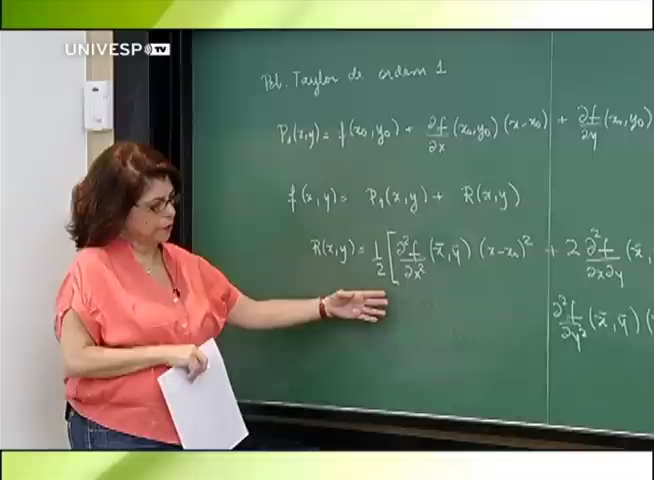 UNIVESP TV
Pol. Taylor de ordem 1
P₁(x,y) = f(x₀,y₀) + ∂f/∂x (x₀,y₀) (x-x₀) + ∂f/∂y (x₀,y₀)
f(x,y) = P₁(x,y) + R(x,y)
R(x,y) = 1/2 [ ∂²f/∂x² (x̄,ȳ) (x-x₀)² + 2 ∂²f/∂x∂y (x̄,
∂²f/∂y² (x̄,ȳ) (